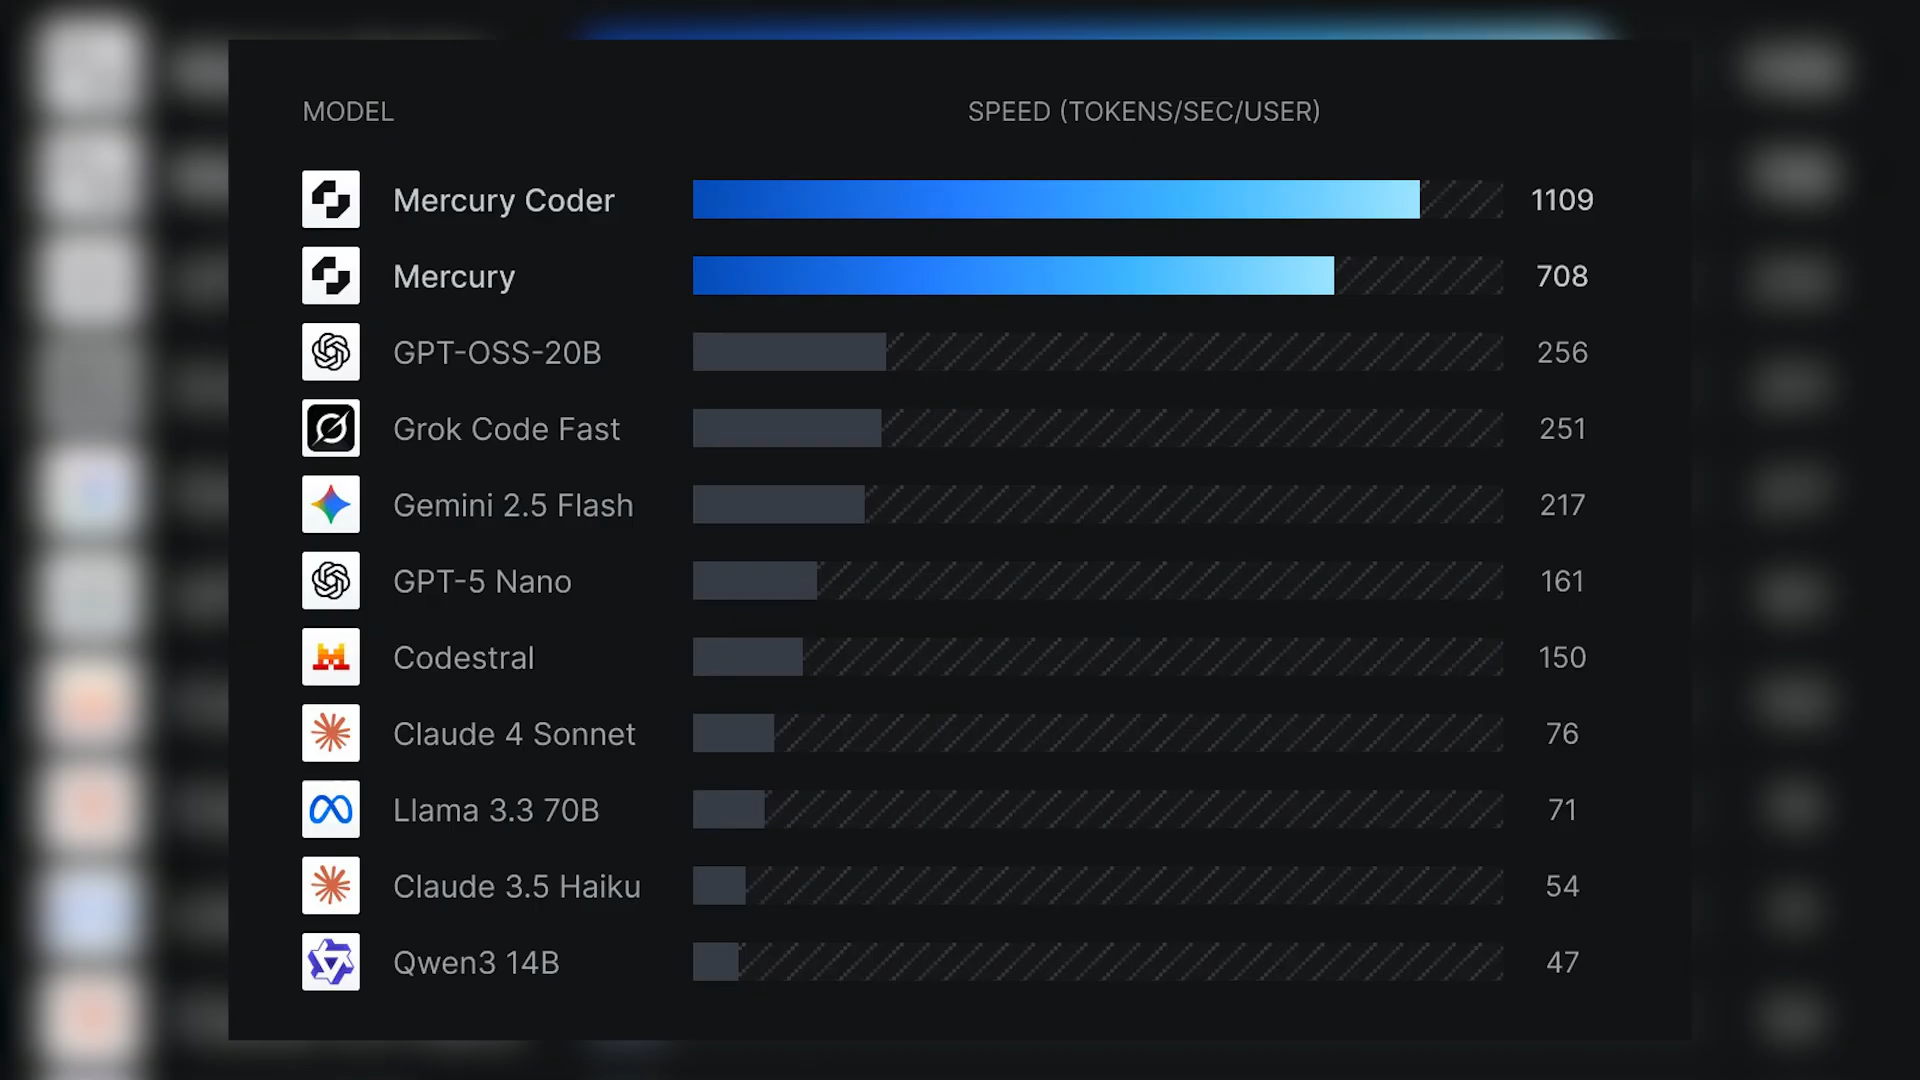 MODEL SPEED (TOKENS/SEC/USER)
Mercury Coder 1109
Mercury 708
GPT-OSS-20B 256
Grok Code Fast 251
Gemini 2.5 Flash 217
GPT-5 Nano 161
Codestral 150
Claude 4 Sonnet 76
Llama 3.3 70B 71
Claude 3.5 Haiku 54
Qwen3 14B 47